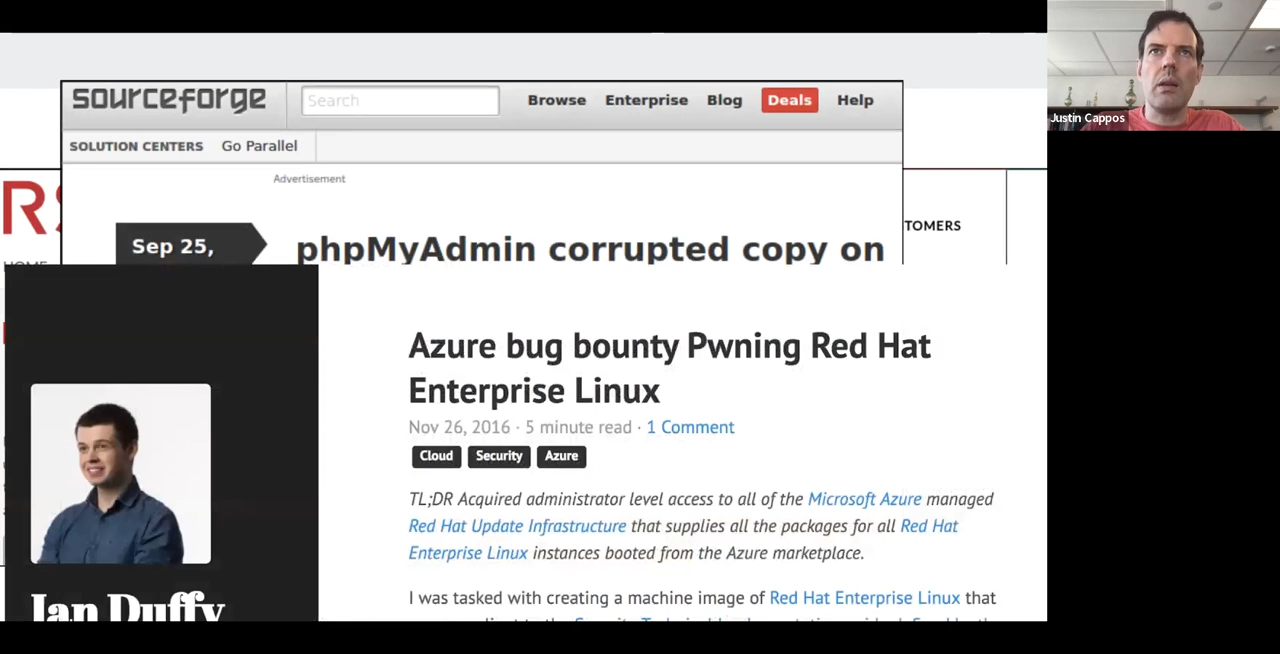 sourceforge
Search
Browse Enterprise Blog Deals Help
SOLUTION CENTERS Go Parallel
Advertisement
Sep 25,
phpMyAdmin corrupted copy on
TOMERS
Justin Cappos
Azure bug bounty Pwning Red Hat
Enterprise Linux
Nov 26, 2016 · 5 minute read · 1 Comment
Cloud Security Azure
TL;DR Acquired administrator level access to all of the Microsoft Azure managed
Red Hat Update Infrastructure that supplies all the packages for all Red Hat
Enterprise Linux instances booted from the Azure marketplace.
I was tasked with creating a machine image of Red Hat Enterprise Linux that
Ian Duffy